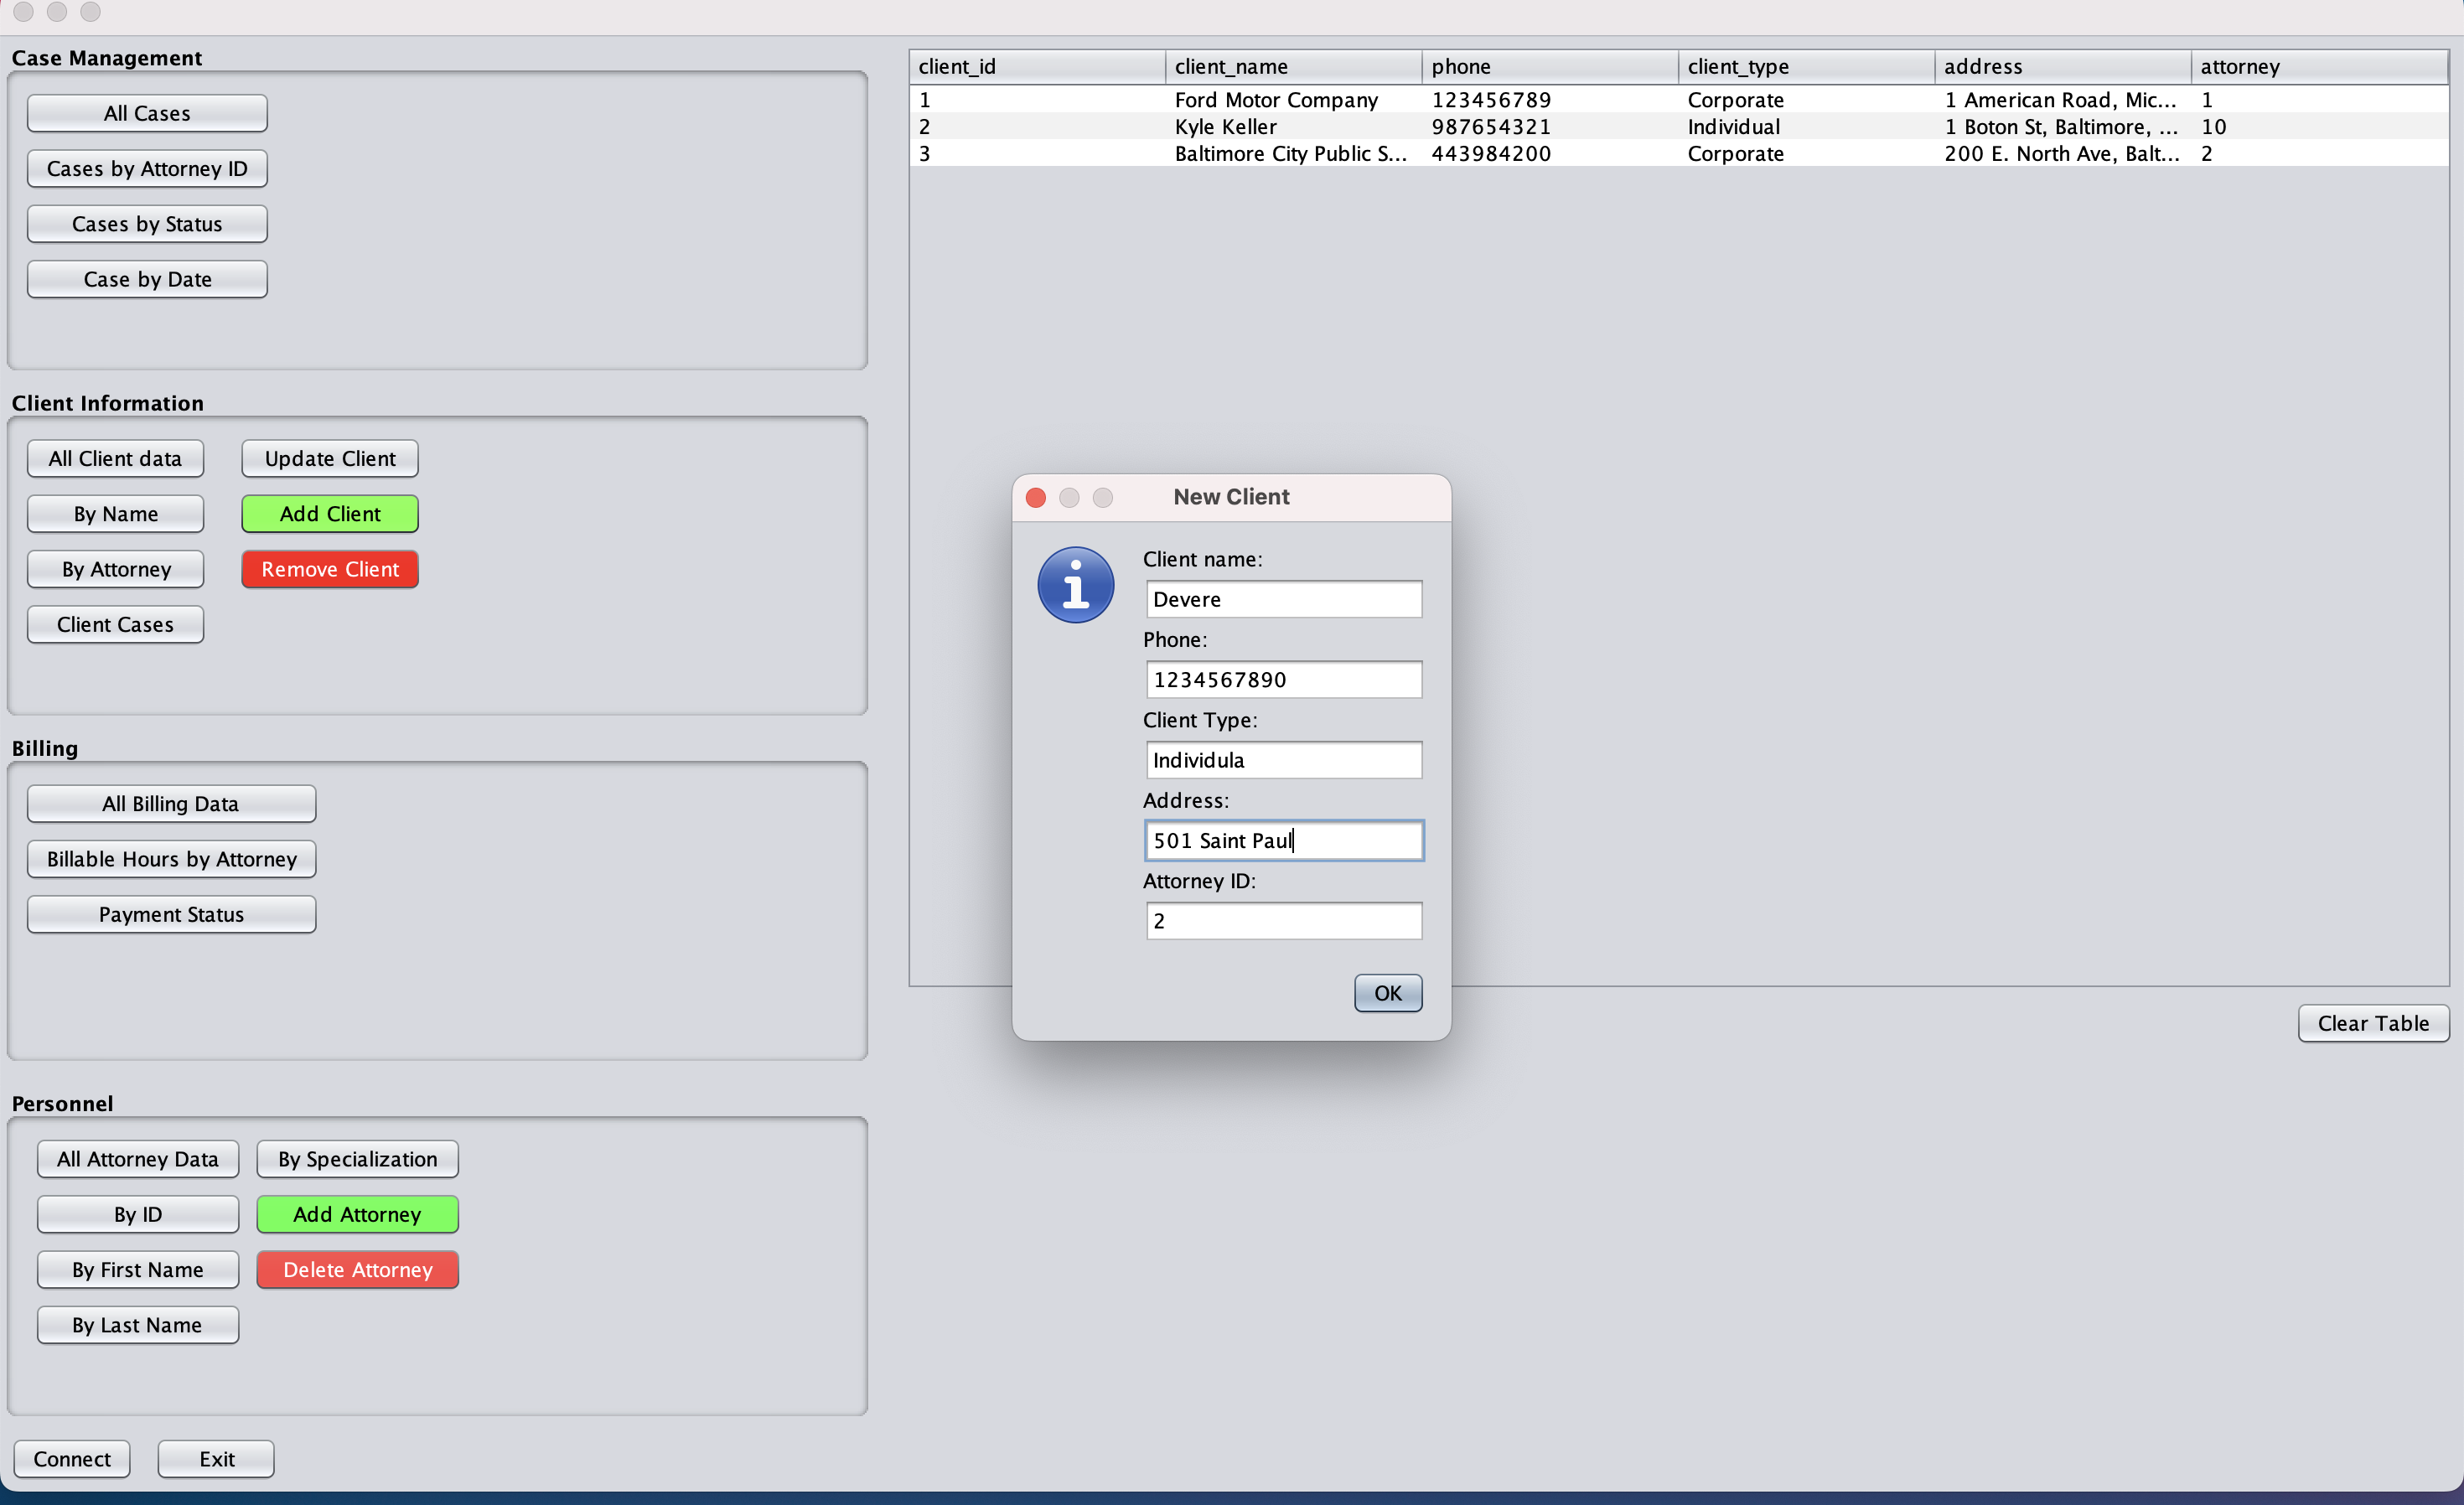 Case Management
All Cases
Cases by Attorney ID
Cases by Status
Case by Date
Client Information
All Client data
Update Client
By Name
Add Client
By Attorney
Remove Client
Client Cases
Billing
All Billing Data
Billable Hours by Attorney
Payment Status
Personnel
All Attorney Data
By Specialization
By ID
Add Attorney
By First Name
Delete Attorney
By Last Name
Connect
Exit
client_id client_name phone client_type address attorney
1 Ford Motor Company 123456789 Corporate 1 American Road, Mic... 1
2 Kyle Keller 987654321 Individual 1 Boton St, Baltimore, ... 10
3 Baltimore City Public S... 443984200 Corporate 200 E. North Ave, Balt... 2
New Client
Client name:
Devere
Phone:
1234567890
Client Type:
Individula
Address:
501 Saint Paul
Attorney ID:
2
OK
Clear Table